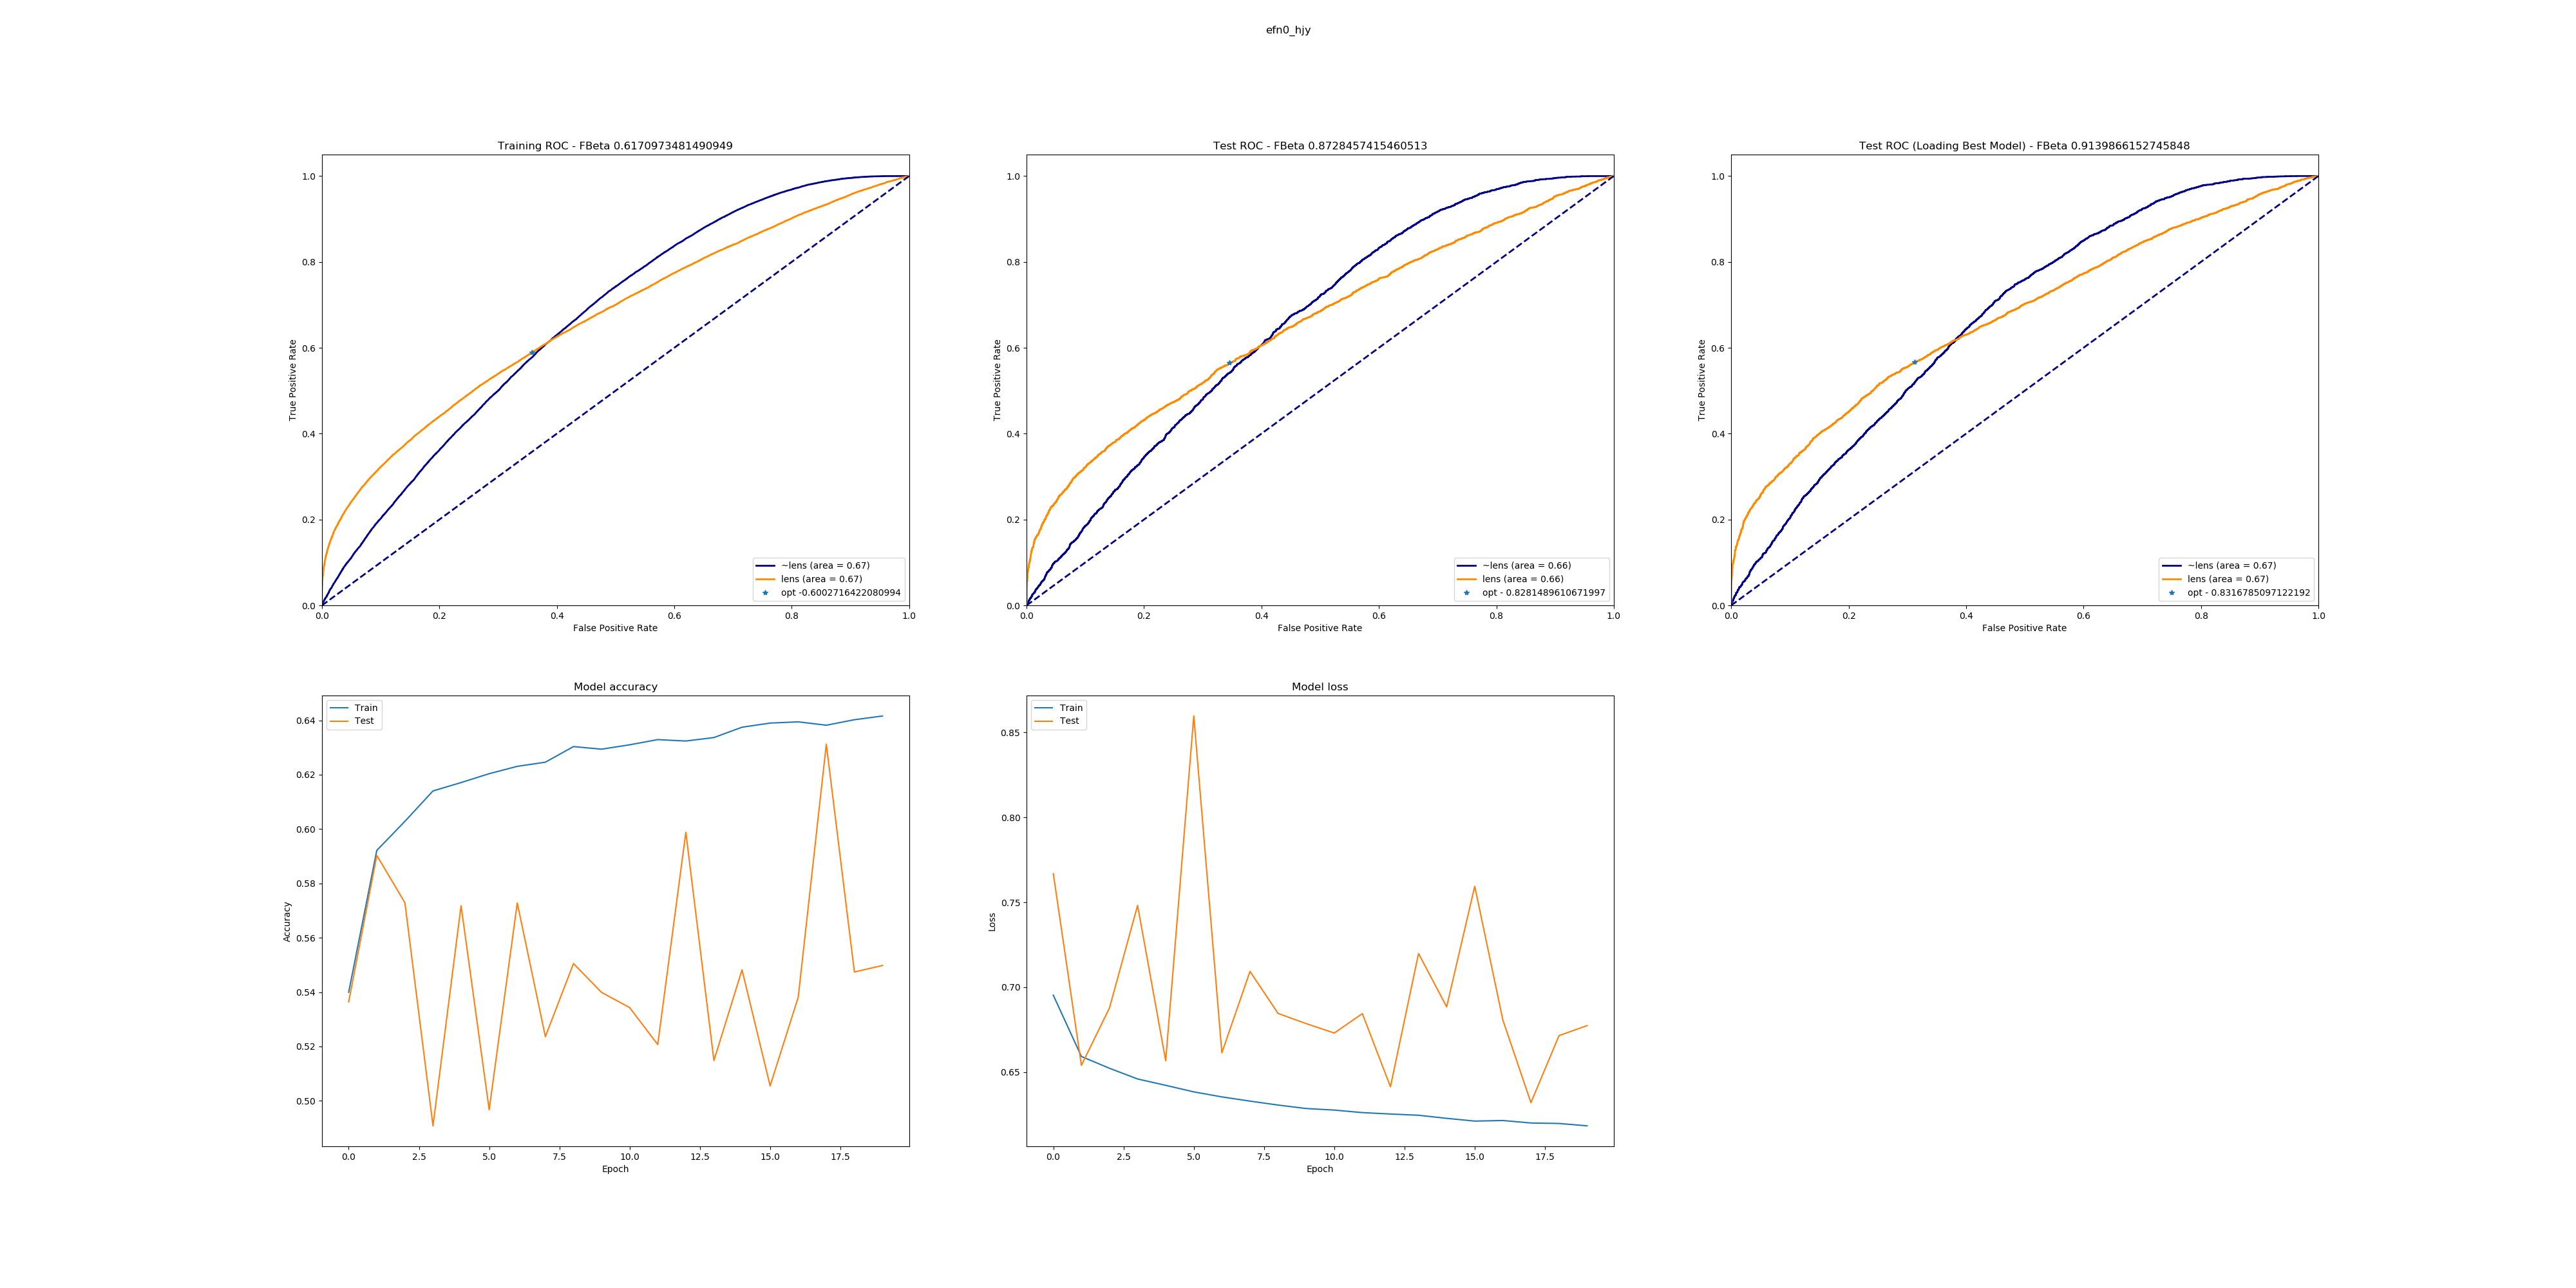 efn0_hjy
Training ROC - FBeta 0.6170973481490949
True Positive Rate
1.0
0.8
0.6
0.4
0.2
0.0
0.0 0.2 0.4 0.6 0.8 1.0
False Positive Rate
~lens (area = 0.67)
lens (area = 0.67)
opt -0.6002716422080994
Test ROC - FBeta 0.8728457415460513
True Positive Rate
1.0
0.8
0.6
0.4
0.2
0.0
0.0 0.2 0.4 0.6 0.8 1.0
False Positive Rate
~lens (area = 0.66)
lens (area = 0.66)
opt - 0.8281489610671997
Test ROC (Loading Best Model) - FBeta 0.9139866152745848
True Positive Rate
1.0
0.8
0.6
0.4
0.2
0.0
0.0 0.2 0.4 0.6 0.8 1.0
False Positive Rate
~lens (area = 0.67)
lens (area = 0.67)
opt - 0.8316785097122192
Model accuracy
Train
Test
Accuracy
0.64
0.62
0.60
0.58
0.56
0.54
0.52
0.50
0.0 2.5 5.0 7.5 10.0 12.5 15.0 17.5
Epoch
Model loss
Train
Test
Loss
0.85
0.80
0.75
0.70
0.65
0.0 2.5 5.0 7.5 10.0 12.5 15.0 17.5
Epoch